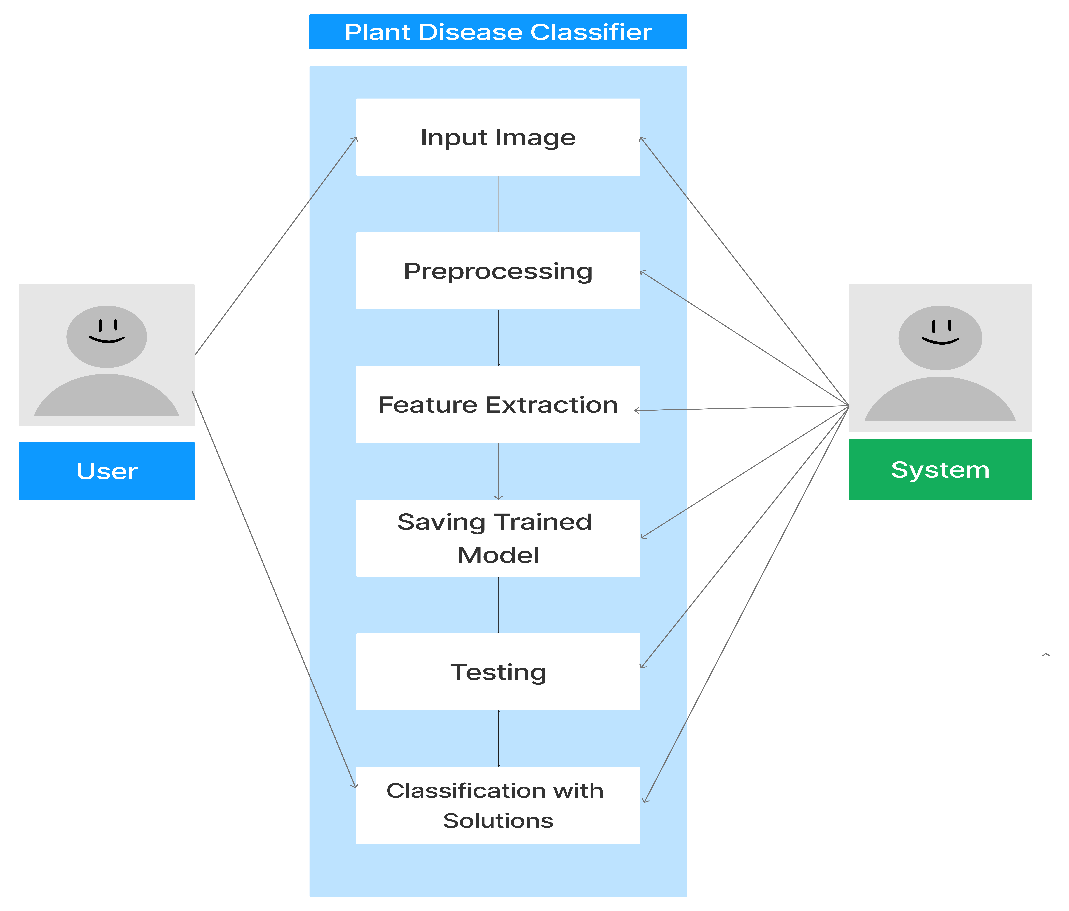 Plant Disease Classifier
Input Image
Preprocessing
Feature Extraction
Saving Trained
Model
Testing
Classification with
Solutions
User
System